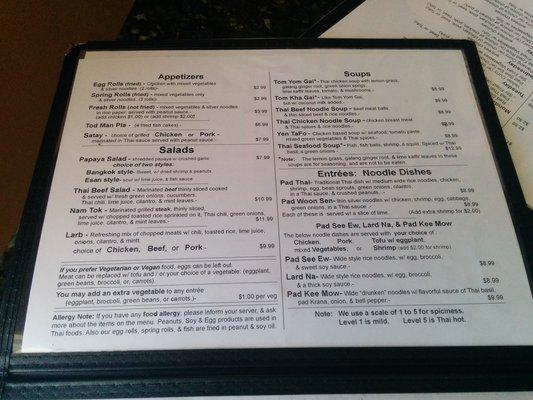 Appetizers
Egg Rolls (fried) - Chicken with mixed vegetables
& silver noodles. (2 rolls) $2.99
Spring Rolls (fried) - mixed vegetables only
& silver noodles. (3 rolls)- $2.99
Fresh Rolls (not fried) - mixed vegetables & silver noodles
in rice paper, served with peanut sauce. $3.99
(add chicken $1.00) or (add shrimp $2.00)
Tod Man Pla - (4 fried fish cakes) - $6.99
Satay - choice of grilled Chicken or Pork -
marinated in Thai sauce served with peanut sauce- $7.99
Salads
Papaya Salad - shredded papaya w/ crushed garlic $7.99
choice of two styles:
Bangkok style- Sweet, w/ dried shrimp & peanuts
Esan style- sour w/ lime juice, & fish sauce
Thai Beef Salad - Marinated beef thinly sliced cooked
& served w/ fresh green onions, cucumbers,
Thai chili, lime juice, cilantro, & mint leaves.- $10.99
Nam Tok - Marinated grilled steak, thinly sliced,
served w/ chopped toasted rice sprinkled on it, Thai chili, green onions,
lime juice, cilantro, & mint leaves. - $11.99
Larb - Refreshing mix of chopped meats w/ chili, toasted rice, lime juice,
onions, cilantro, & mint.
choice of Chicken, Beef, or Pork - $9.99
If you prefer Vegetarian or Vegan food, eggs can be left out.
Meat can be replaced w/ tofu and / or your choice of a vegetable: (eggplant,
green beans, broccoli, or carrots).
You may add an extra vegetable to any entrée
(eggplant, broccoli, green beans, or carrots.)- $1.00 per veg
Allergy Note: If you have any food allergy, please inform your server, & ask
more about the items on the menu. Peanuts, Soy & Egg products are used in
Thai foods. Also our egg rolls, spring rolls, & fish are fried in peanut & soy oil.
Soups
Tom Yom Gai*- Thai chicken soup with lemon grass,
galang ginger root, green onion sprigs,
lime kaffir leaves, tomato, & mushrooms.- $8.99
Tom Kha Gai*- Like Tom Yom Gai,
but w/ coconut milk added.- $9.99
Thai Beef Noodle Soup - beef meat balls,
& thin sliced beef & rice noodles.- $8.99
Thai Chicken Noodle Soup - chicken breast meat
& Thai spices & rice noodles.- $8.99
Yen TaFo - Chicken based soup w/ seafood, tomato paste,
mixed green vegetables & Thai spices. $9.99
Thai Seafood Soup*- Fish, fish balls, shrimp, & squid. Spiced w/ Thai
basil, & green onions - $12.99
*Note: The lemon grass, galang ginger root, & lime kaffir leaves in these
soups are for seasoning, and are not to be eaten.
Entrées: Noodle Dishes
Pad Thai- Traditional Thai dish w/ medium wide rice noodles, chicken,
shrimp, egg, bean sprouts, green onions, cilantro,
in a Thai sauce, & crushed peanuts.- $8.99
Pad Woon Sen- thin silver noodles w/ chicken, shrimp, egg, cabbage,
green onions, in a Thai sauce.- $9.99
Each of these is served w/ a slice of lime. (Add extra shrimp for $2.00)
Pad See Ew, Lard Na, & Pad Kee Mow
The below noodle dishes are served with your choice of :
Chicken, Pork, Tofu w/ eggplant,
mixed Vegetables, or Shrimp (add $2.00 for shrimp)
Pad See Ew- Wide style rice noodles, w/ egg, broccoli,
& sweet soy sauce.- $8.99
Lard Na- Wide style rice noodles, w/ egg, broccoli,
& a thick soy sauce.- $8.99
Pad Kee Mow- Wide "drunken" noodles w/ flavorful sauce of Thai basil,
pad Krana, onion, & bell pepper.- $9.99
Note: We use a scale of 1 to 5 for spiciness.
Level 1 is mild. Level 5 is Thai hot.